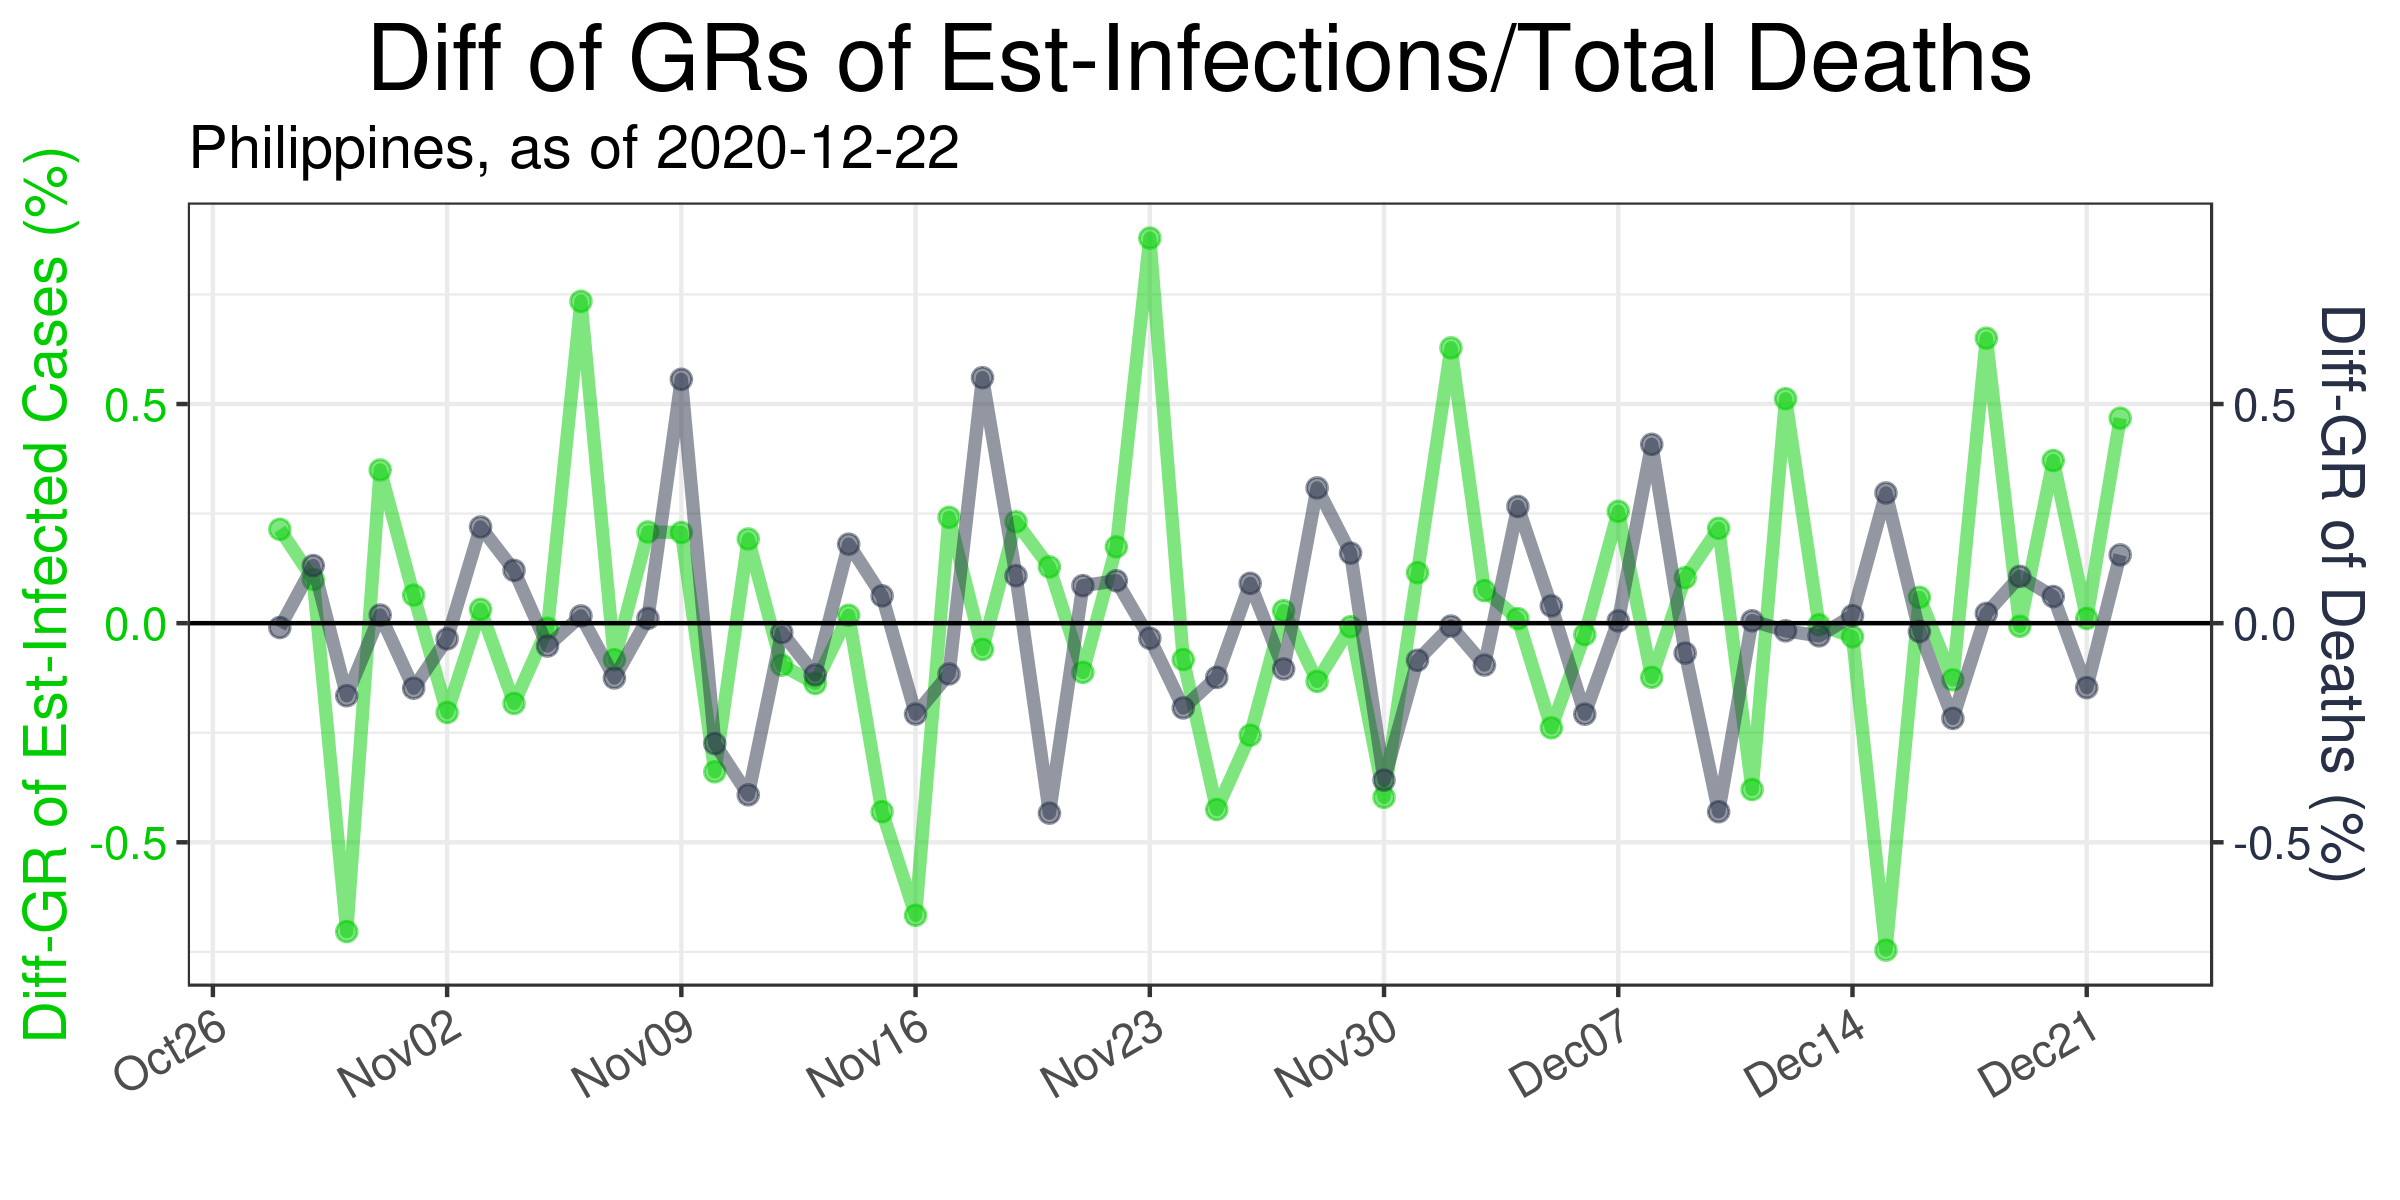 Diff of GRs of Est-Infections/Total Deaths
Philippines, as of 2020-12-22
Diff-GR of Est-Infected Cases (%)
0.5
0.0
-0.5
0.5
0.0
-0.5
Diff-GR of Deaths (%)
Oct26
Nov02
Nov09
Nov16
Nov23
Nov30
Dec07
Dec14
Dec21